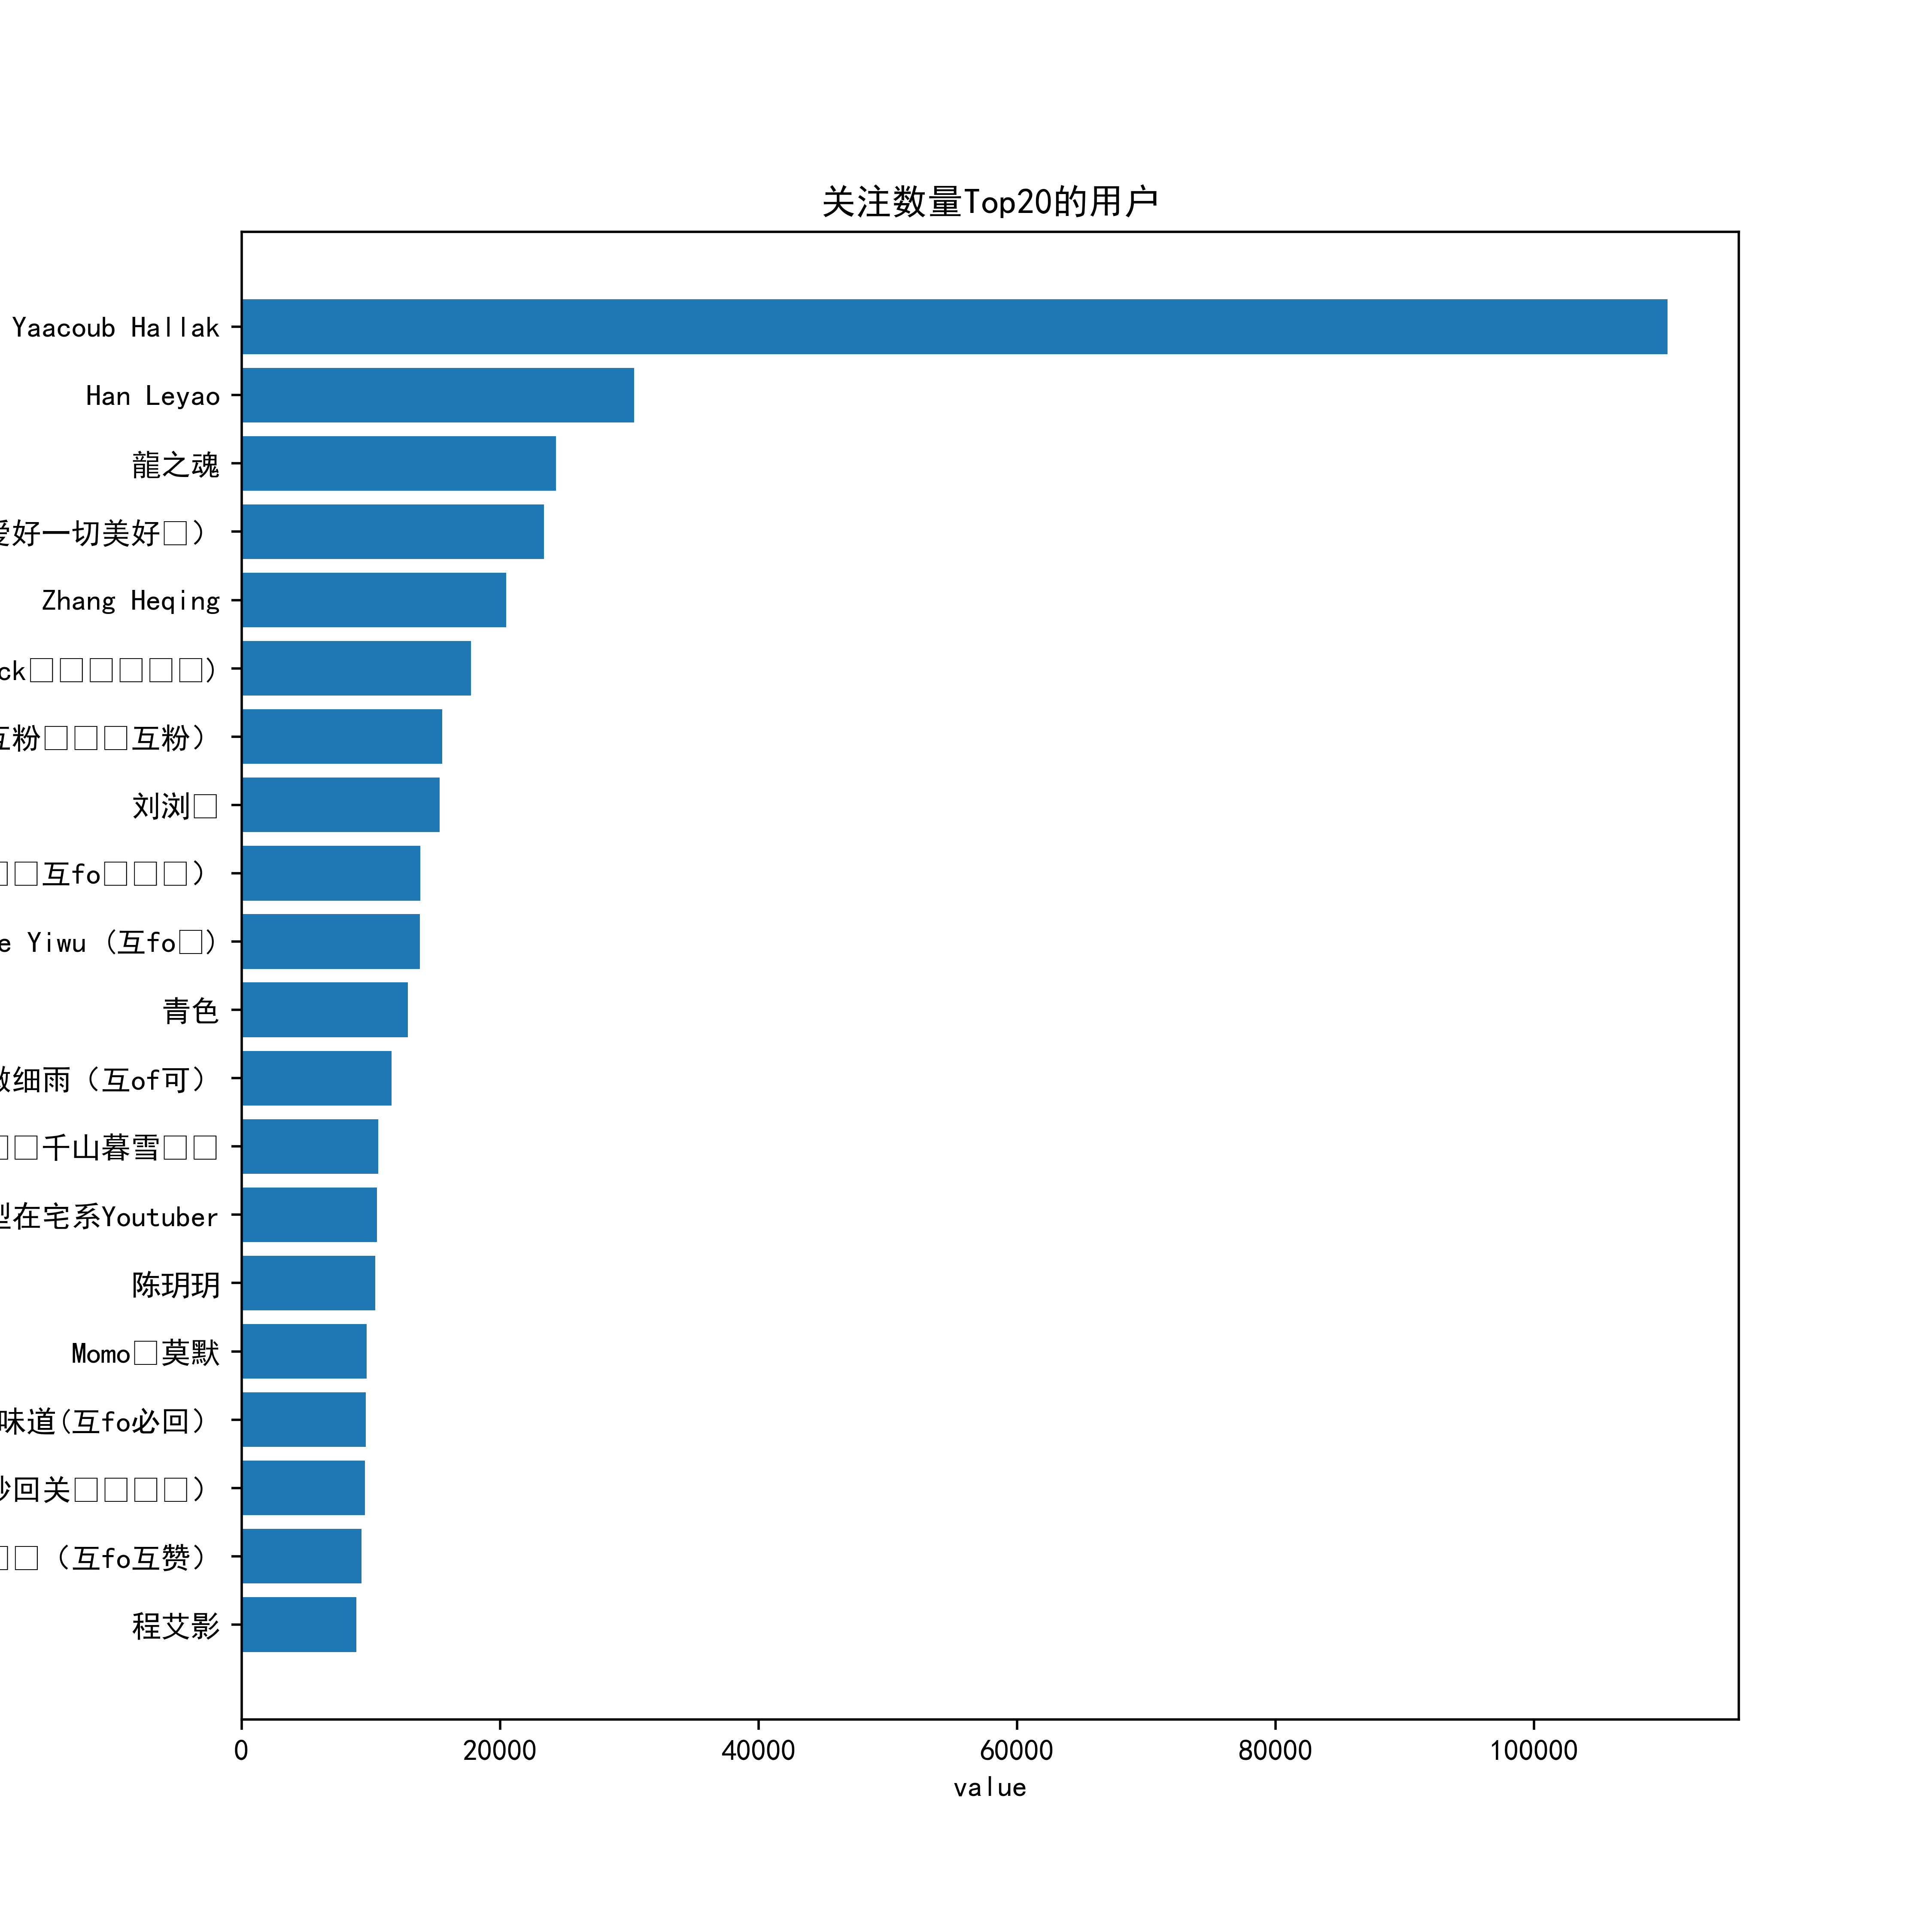 关注数量Top20的用户
Yaacoub Hallak
Han Leyao
龍之魂
爱好一切美好□）
Zhang Heqing
ck□□□□□□)
互粉□□□互粉）
刘浏□
□□互fo□□□）
e Yiwu (互fo□)
青色
细雨（互of可）
□□千山暮雪□□
型在宅系Youtuber
陈玥玥
Momo□莫默
味道(互fo必回）
回关□□□□）
□□（互fo互赞）
程艾影
0 20000 40000 60000 80000 100000
value